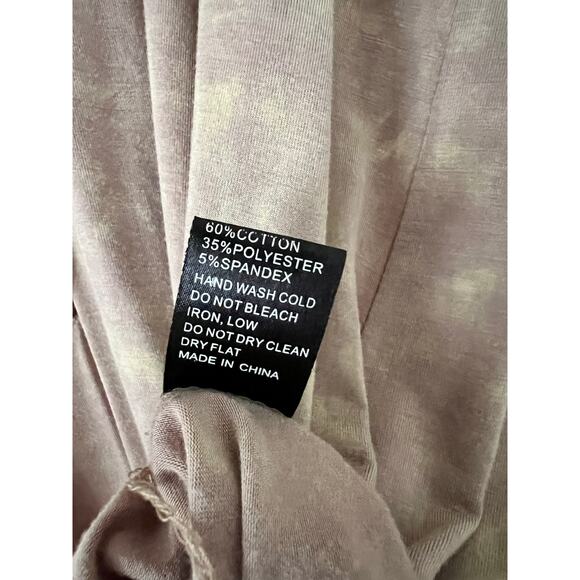 60%COTTON
35%POLYESTER
5%SPANDEX
HAND WASH COLD
DO NOT BLEACH
IRON, LOW
DO NOT DRY CLEAN
DRY FLAT
MADE IN CHINA